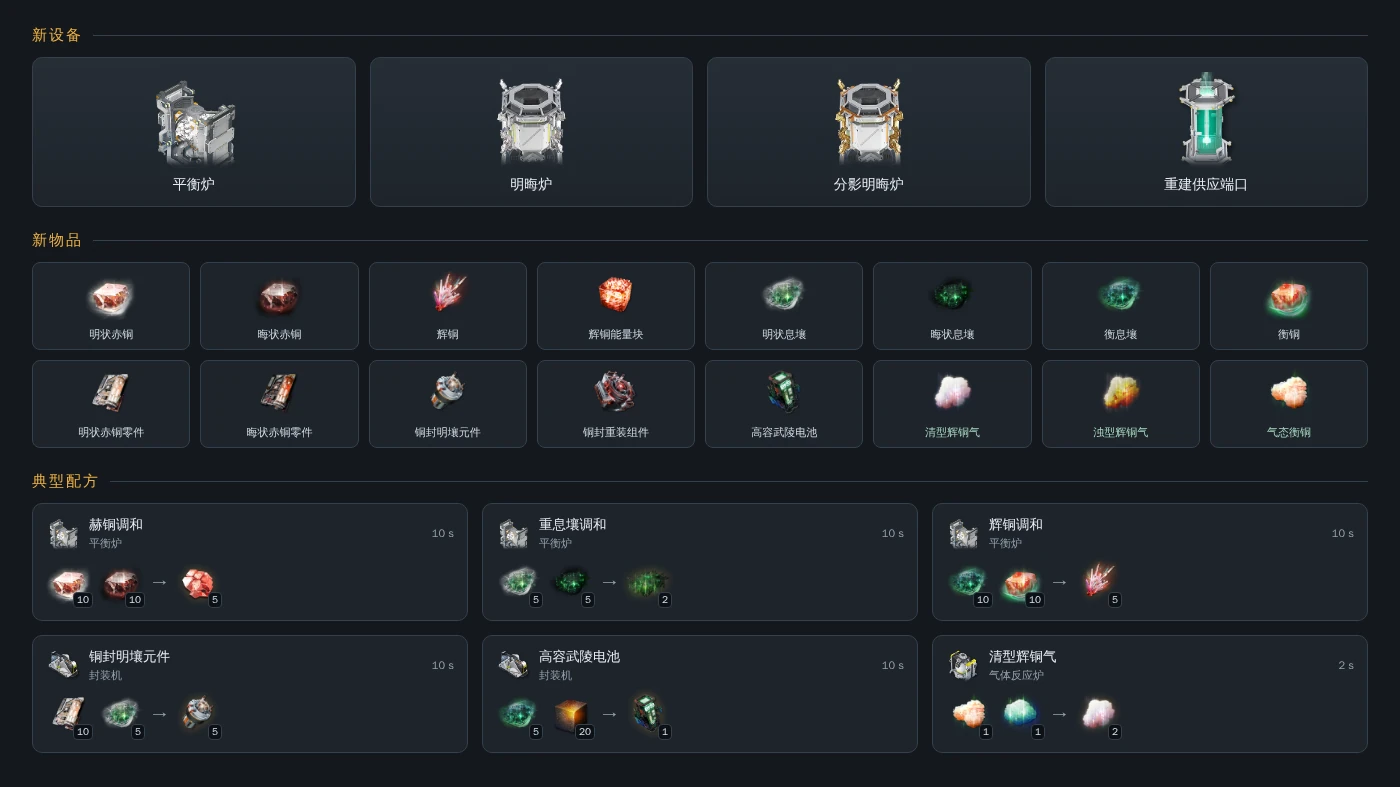 新设备
平衡炉
明晦炉
分影明晦炉
重建供应端口
新物品
明状赤铜
晦状赤铜
辉铜
辉铜能量块
明状息壤
晦状息壤
衡息壤
衡铜
明状赤铜零件
晦状赤铜零件
铜封明壤元件
铜封重装组件
高容武陵电池
清型辉铜气
浊型辉铜气
气态衡铜
典型配方
赫铜调和
平衡炉
10 s
10
10
→
5
重息壤调和
平衡炉
10 s
5
5
→
2
辉铜调和
平衡炉
10 s
10
10
→
5
铜封明壤元件
封装机
10 s
10
5
→
5
高容武陵电池
封装机
10 s
5
20
→
1
清型辉铜气
气体反应炉
2 s
1
1
→
2